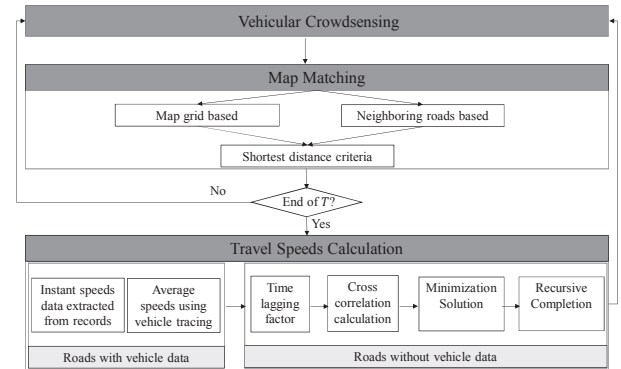 Vehicular Crowdsensing
Map Matching
Map grid based
Neighboring roads based
Shortest distance criteria
No
End of T?
Yes
Travel Speeds Calculation
Instant speeds
data extracted
from records
Average
speeds using
vehicle tracing
Time
lagging
factor
Cross
correlation
calculation
Minimization
Solution
Recursive
Completion
Roads with vehicle data
Roads without vehicle data